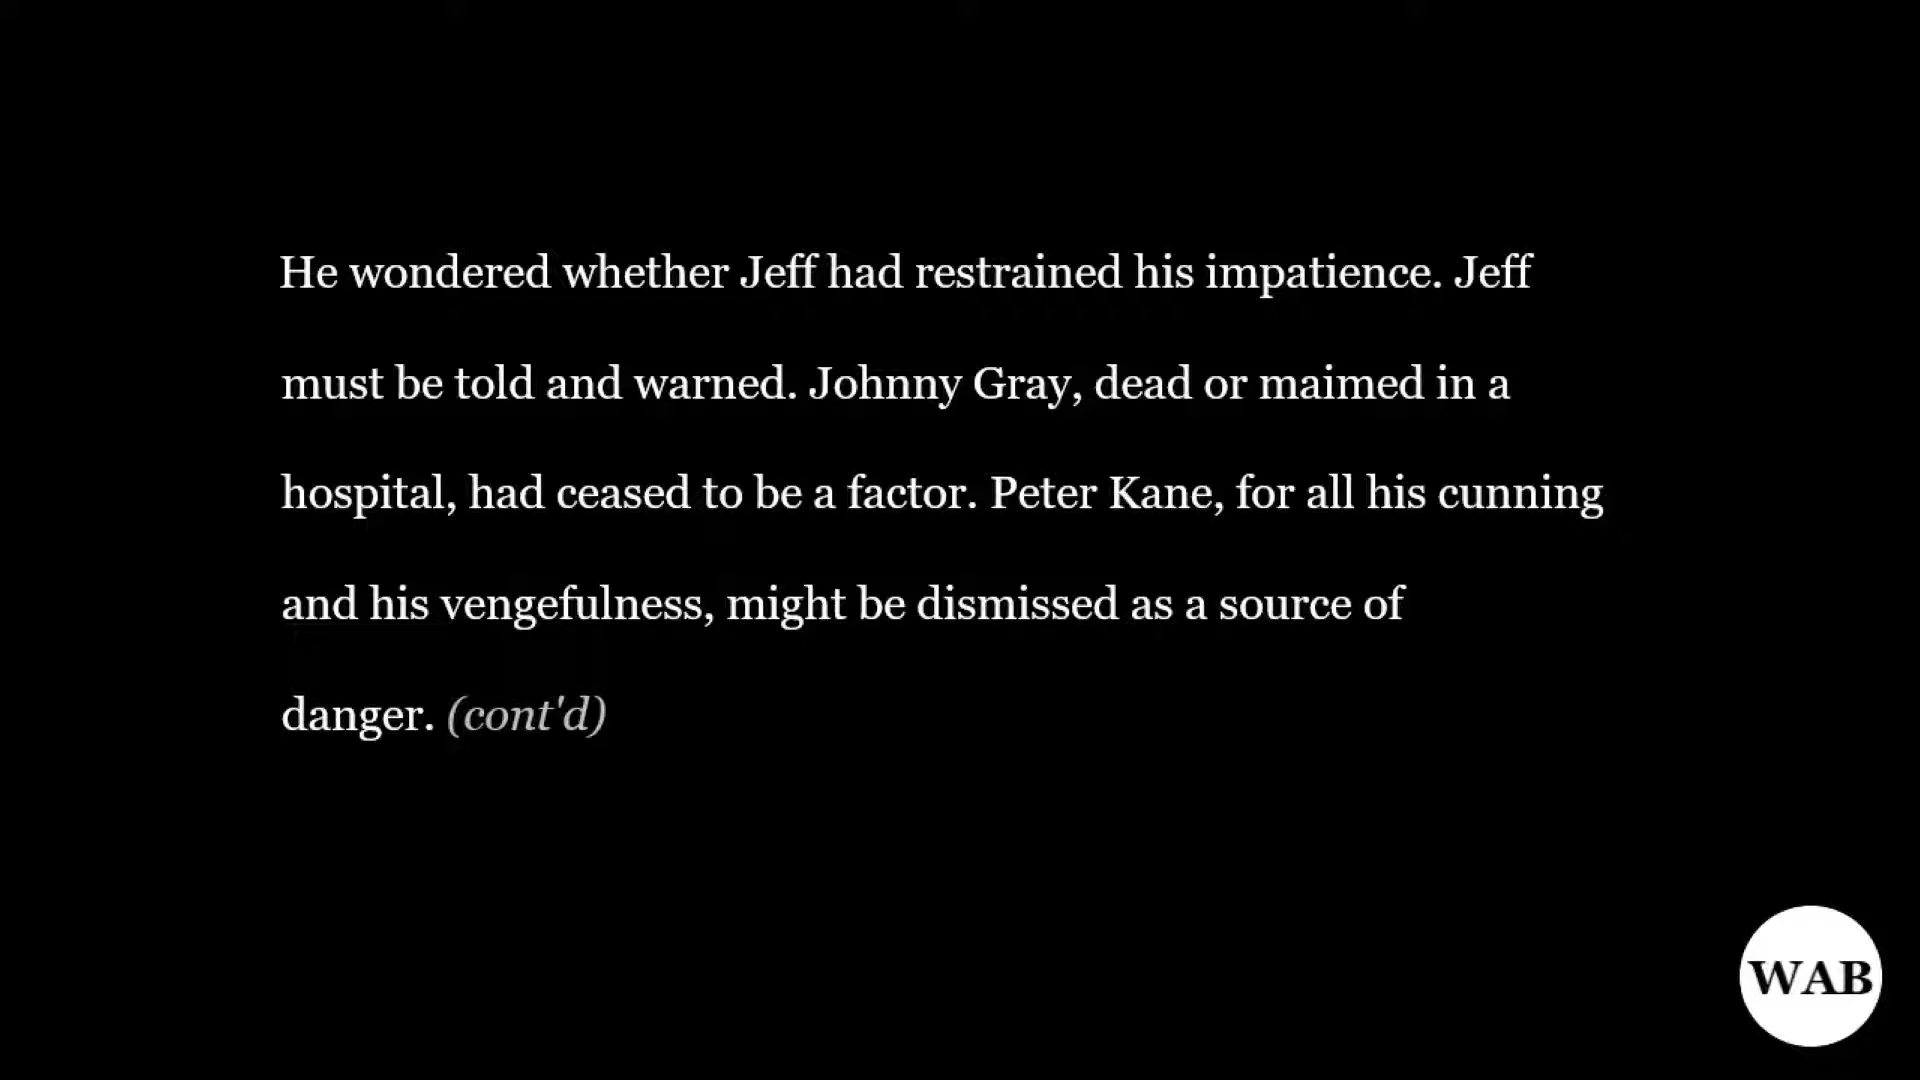 He wondered whether Jeff had restrained his impatience. Jeff
must be told and warned. Johnny Gray, dead or maimed in a
hospital, had ceased to be a factor. Peter Kane, for all his cunning
and his vengefulness, might be dismissed as a source of
danger. (cont'd)
WAB